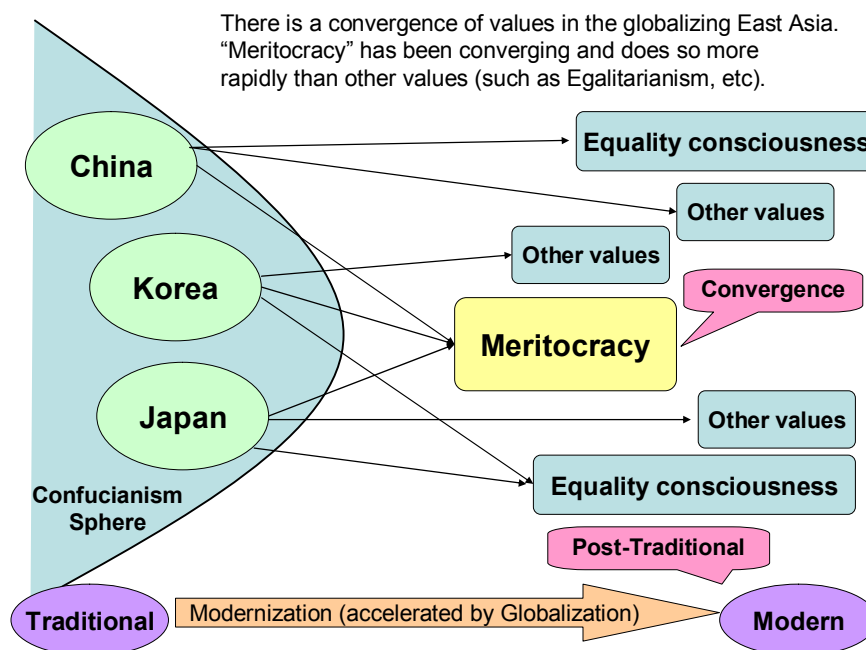 There is a convergence of values in the globalizing East Asia.
“Meritocracy” has been converging and does so more
rapidly than other values (such as Egalitarianism, etc).
China
Equality consciousness
Other values
Other values
Korea
Convergence
Meritocracy
Japan
Other values
Equality consciousness
Confucianism
Sphere
Post-Traditional
Traditional
Modernization (accelerated by Globalization)
Modern